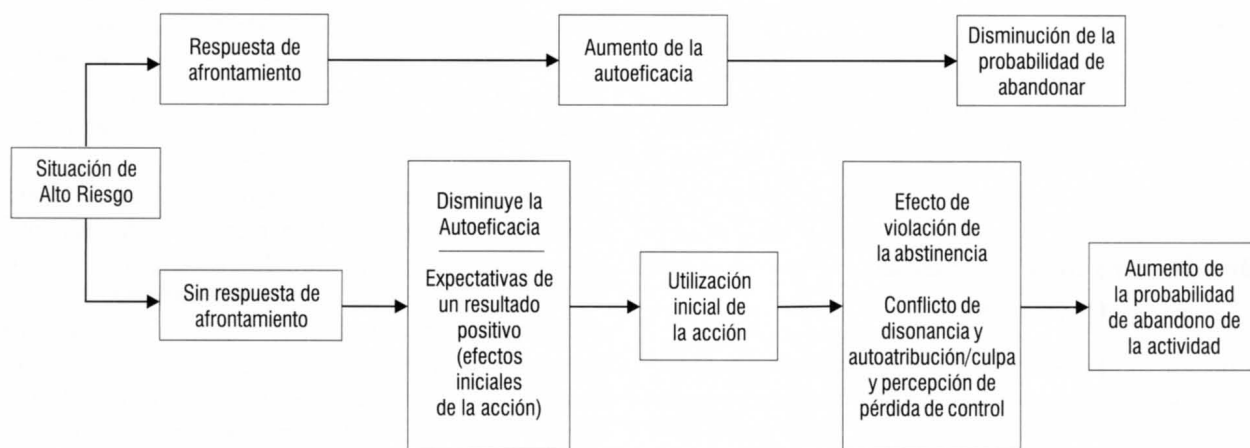 Respuesta de
afrontamiento
Aumento de la
autoeficacia
Disminución de la
probabilidad de
abandonar
Situación de
Alto Riesgo
Sin respuesta de
afrontamiento
Disminuye la
Autoeficacia
Expectativas de
un resultado
positivo
(efectos
iniciales
de la acción)
Utilización
inicial de
la acción
Efecto de
violación de
la abstinencia
Conflicto de
disonancia y
autoatribución/culpa
y percepción de
pérdida de control
Aumento de
la probabilidad
de abandono de
la actividad